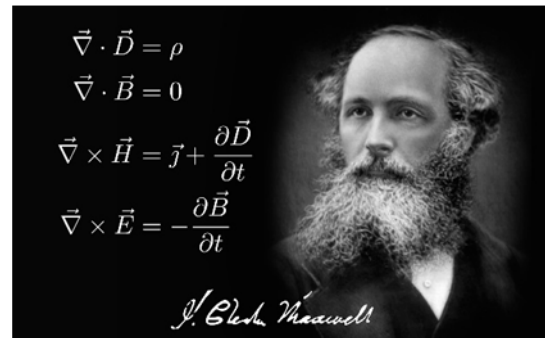 ∇⃗ · D⃗ = ρ
∇⃗ · B⃗ = 0
∇⃗ × H⃗ = j⃗ + ∂D⃗/∂t
∇⃗ × E⃗ = −∂B⃗/∂t
J. Clerk Maxwell